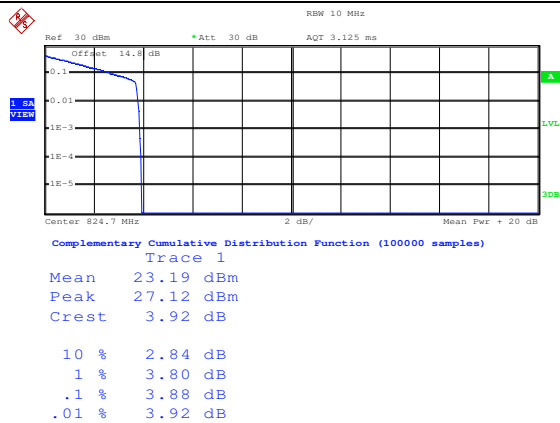 RBW 10 MHz
Ref 30 dBm *Att 30 dB AQT 3.125 ms
Offset 14.8 dB
0.1
A
1 SA
VIEW
0.01
LVL
1E-3
1E-4
1E-5
3DB
Center 824.7 MHz 2 dB/ Mean Pwr + 20 dB
Complementary Cumulative Distribution Function (100000 samples)
Trace 1
Mean 23.19 dBm
Peak 27.12 dBm
Crest 3.92 dB
10 % 2.84 dB
1 % 3.80 dB
.1 % 3.88 dB
.01 % 3.92 dB